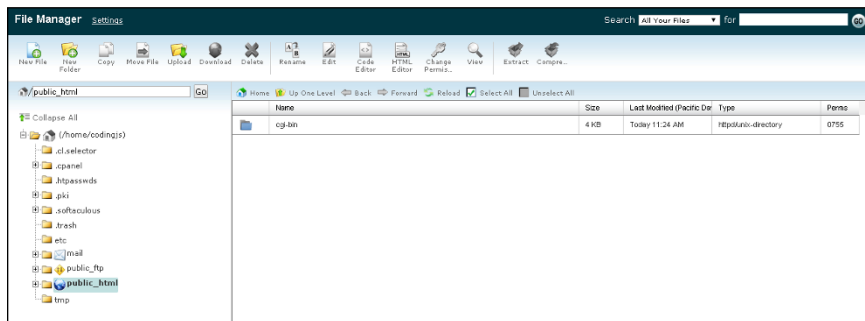 File Manager Settings Search All Your Files for GO
New File New Folder Copy Move File Upload Download Delete Rename Edit Code Editor HTML Editor Change Permis... View Extract Compre...
/public_html Go Home Up One Level Back Forward Reload Select All Unselect All
Name Size Last Modified (Pacific Day Type Perms
Collapse All
cgi-bin 4 KB Today 11:24 AM httpd/unix-directory 0755
(/home/codingjs)
.cl.selector
.cpanel
.htpasswds
.pki
.softaculous
.trash
etc
mail
public_ftp
public_html
tmp